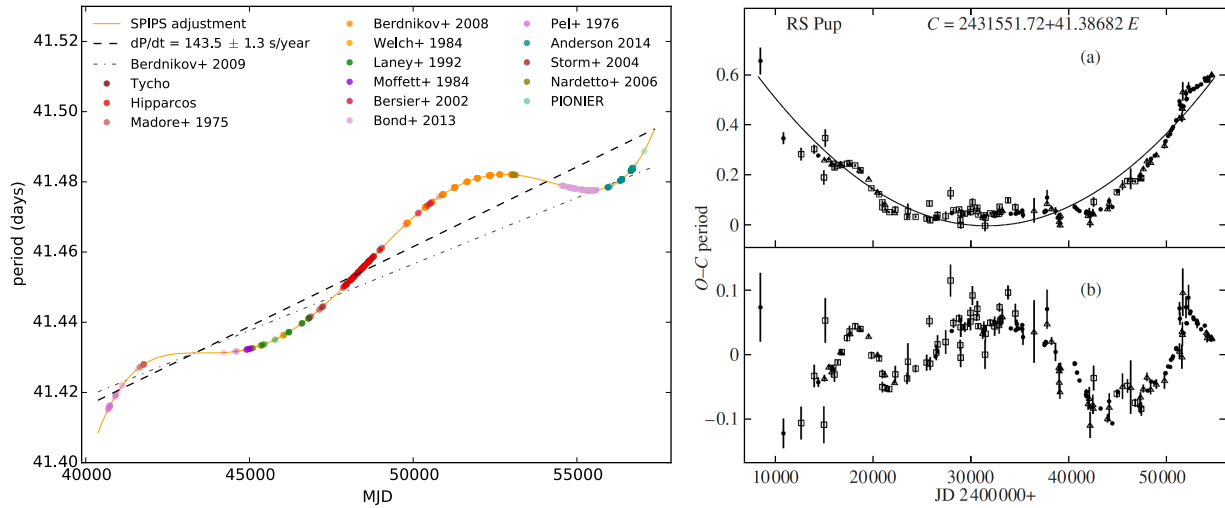 SPIPS adjustment
dP/dt = 143.5 ± 1.3 s/year
Berdnikov+ 2009
Tycho
Hipparcos
Madore+ 1975
Berdnikov+ 2008
Welch+ 1984
Laney+ 1992
Moffett+ 1984
Bersier+ 2002
Bond+ 2013
Pel+ 1976
Anderson 2014
Storm+ 2004
Nardetto+ 2006
PIONIER
period (days)
41.52
41.50
41.48
41.46
41.44
41.42
41.40
40000 45000 50000 55000
MJD
RS Pup C = 2431551.72+41.38682 E
(a)
0.6
0.4
0.2
0
O–C period
(b)
0.1
0
−0.1
10000 20000 30000 40000 50000
JD 2400000+